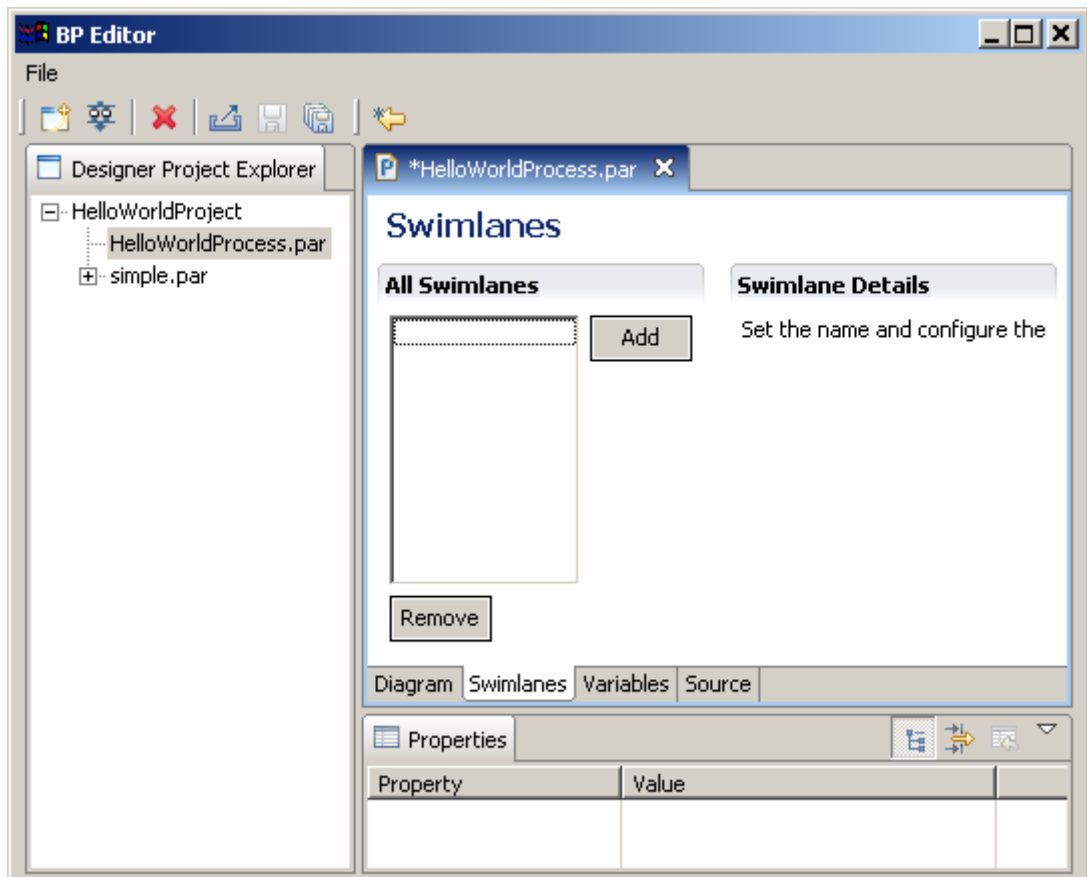 BP Editor
File
Designer Project Explorer
*HelloWorldProcess.par
HelloWorldProject
HelloWorldProcess.par
simple.par
Swimlanes
All Swimlanes
Swimlane Details
Add
Set the name and configure the
Remove
Diagram Swimlanes Variables Source
Properties
Property Value